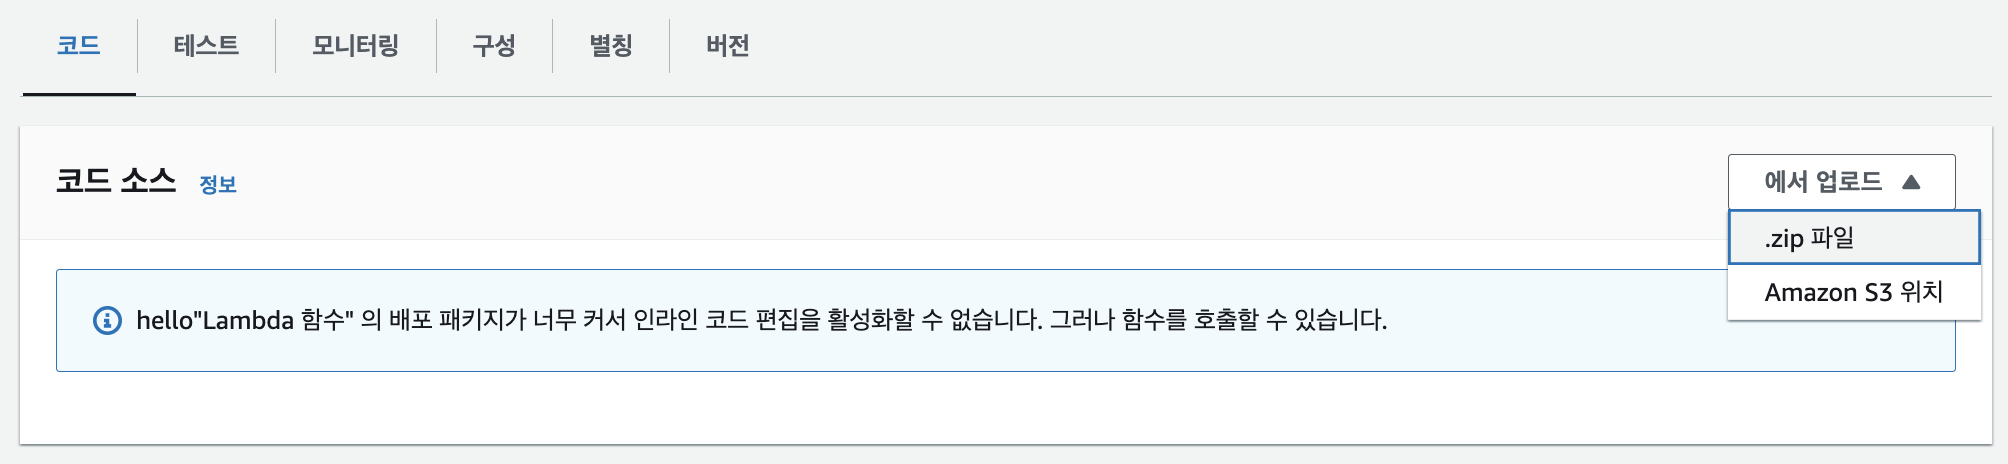 코드 테스트 모니터링 구성 별칭 버전
코드 소스 정보
에서 업로드 ▲
.zip 파일
Amazon S3 위치
hello"Lambda 함수" 의 배포 패키지가 너무 커서 인라인 코드 편집을 활성화할 수 없습니다. 그러나 함수를 호출할 수 있습니다.